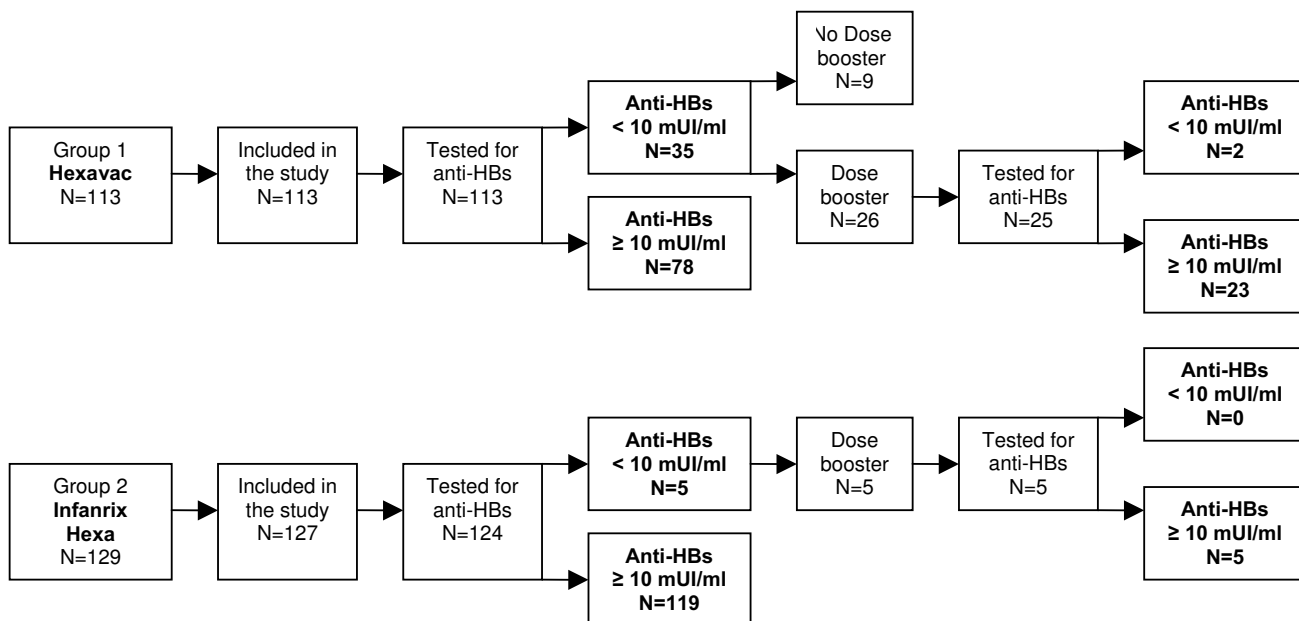 No Dose
booster
N=9
Anti-HBs
< 10 mUI/ml
N=35
Anti-HBs
< 10 mUI/ml
N=2
Group 1
Hexavac
N=113
Included in
the study
N=113
Tested for
anti-HBs
N=113
Dose
booster
N=26
Tested for
anti-HBs
N=25
Anti-HBs
≥ 10 mUI/ml
N=78
Anti-HBs
≥ 10 mUI/ml
N=23
Anti-HBs
< 10 mUI/ml
N=0
Anti-HBs
< 10 mUI/ml
N=5
Dose
booster
N=5
Tested for
anti-HBs
N=5
Group 2
Infanrix
Hexa
N=129
Included in
the study
N=127
Tested for
anti-HBs
N=124
Anti-HBs
≥ 10 mUI/ml
N=5
Anti-HBs
≥ 10 mUI/ml
N=119